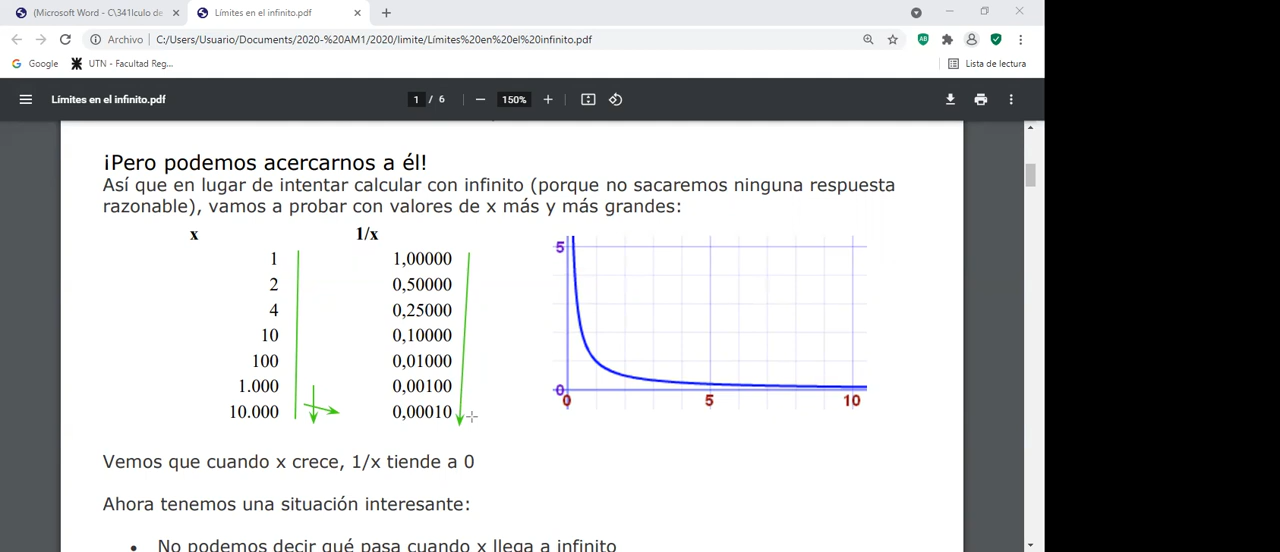 (Microsoft Word - C\341lculo de
Límites en el infinito.pdf
Archivo
C:/Users/Usuario/Documents/2020-%20AM1/2020/limite/Límites%20en%20el%20infinito.pdf
Google
UTN - Facultad Reg...
Lista de lectura
Límites en el infinito.pdf
1 / 6
150%
¡Pero podemos acercarnos a él!
Así que en lugar de intentar calcular con infinito (porque no sacaremos ninguna respuesta
razonable), vamos a probar con valores de x más y más grandes:
x 1/x
1 1,00000
2 0,50000
4 0,25000
10 0,10000
100 0,01000
1.000 0,00100
10.000 0,00010
5
0
0 5 10
Vemos que cuando x crece, 1/x tiende a 0
Ahora tenemos una situación interesante:
• No podemos decir qué pasa cuando x llega a infinito